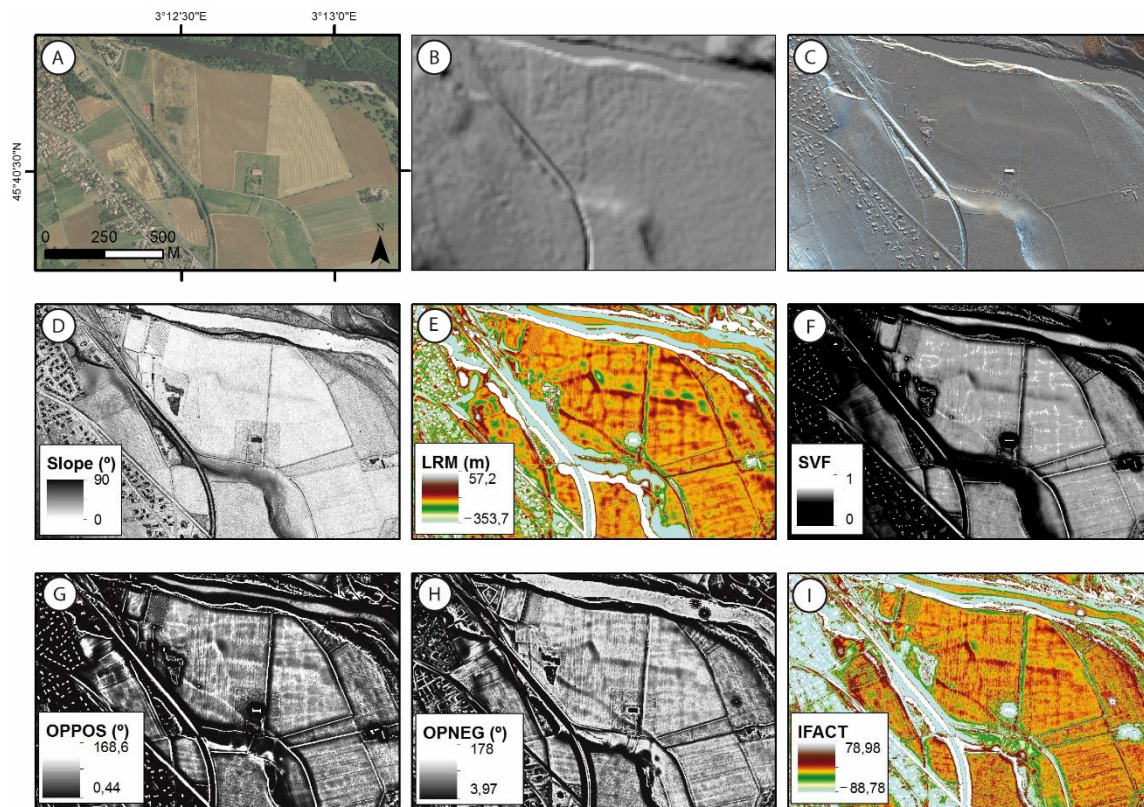 3°12'30"E 3°13'0"E
45°40'30"N
A
0 250 500
M
N
B
C
D
Slope (º)
90
0
E
LRM (m)
57,2
−353,7
F
SVF
1
0
G
OPPOS (º)
168,6
0,44
H
OPNEG (º)
178
3,97
I
IFACT
78,98
−88,78